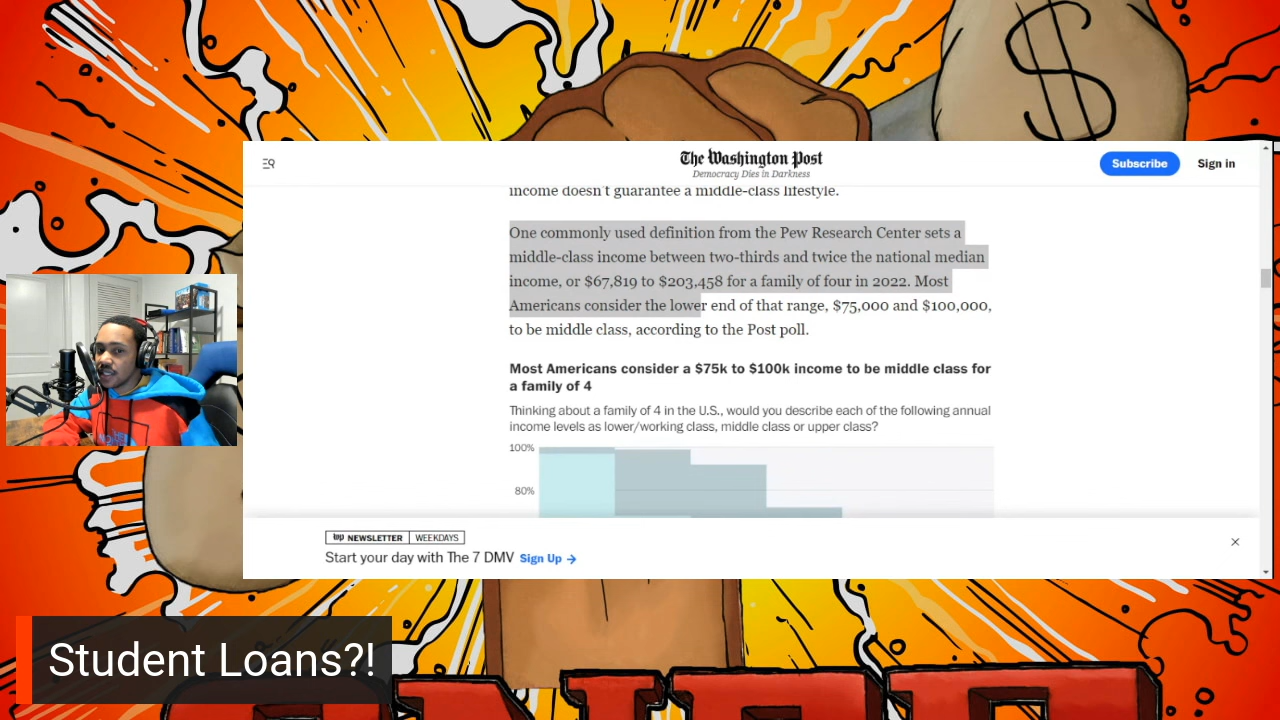 The Washington Post
Democracy Dies in Darkness
Subscribe
Sign in
income doesn't guarantee a middle-class lifestyle.
One commonly used definition from the Pew Research Center sets a
middle-class income between two-thirds and twice the national median
income, or $67,819 to $203,458 for a family of four in 2022. Most
Americans consider the lower end of that range, $75,000 and $100,000,
to be middle class, according to the Post poll.
Most Americans consider a $75k to $100k income to be middle class for
a family of 4
Thinking about a family of 4 in the U.S., would you describe each of the following annual
income levels as lower/working class, middle class or upper class?
100%
80%
wp NEWSLETTER WEEKDAYS
Start your day with The 7 DMV Sign Up →
Student Loans?!